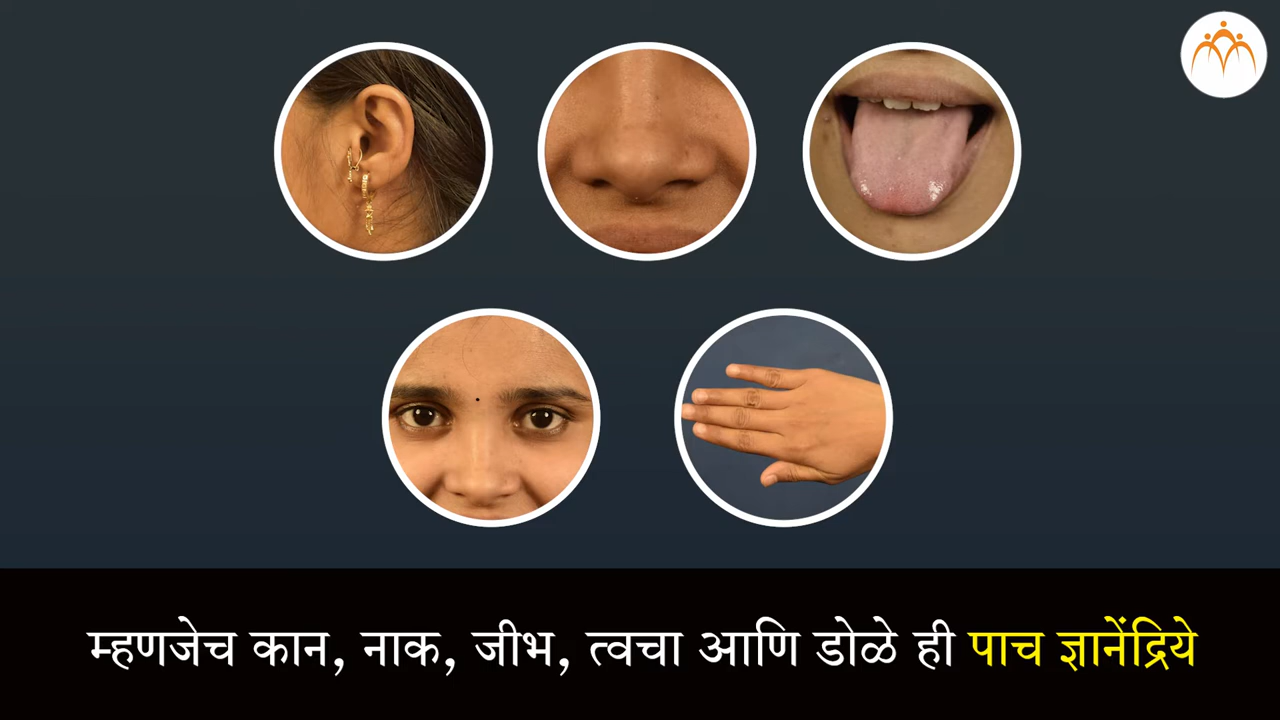 म्हणजेच कान, नाक, जीभ, त्वचा आणि डोळे ही पाच ज्ञानेंद्रिये